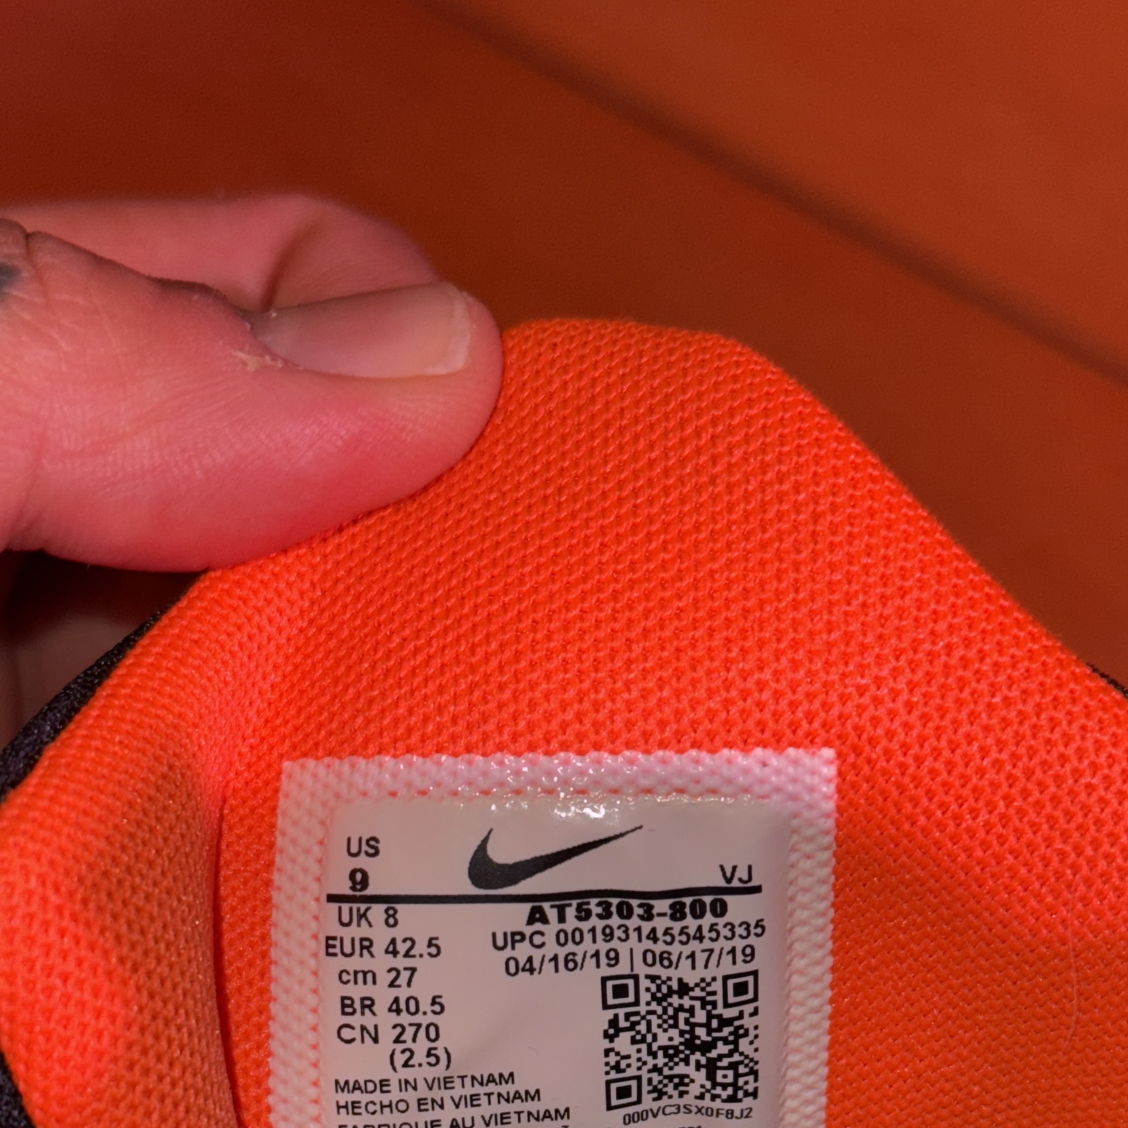 US
9
VJ
UK 8
EUR 42.5
cm 27
BR 40.5
CN 270
(2.5)
AT5303-800
UPC 00193145545335
04/16/19 | 06/17/19
MADE IN VIETNAM
HECHO EN VIETNAM
FABRIQUE AU VIETNAM
000VC3SX0F8J2